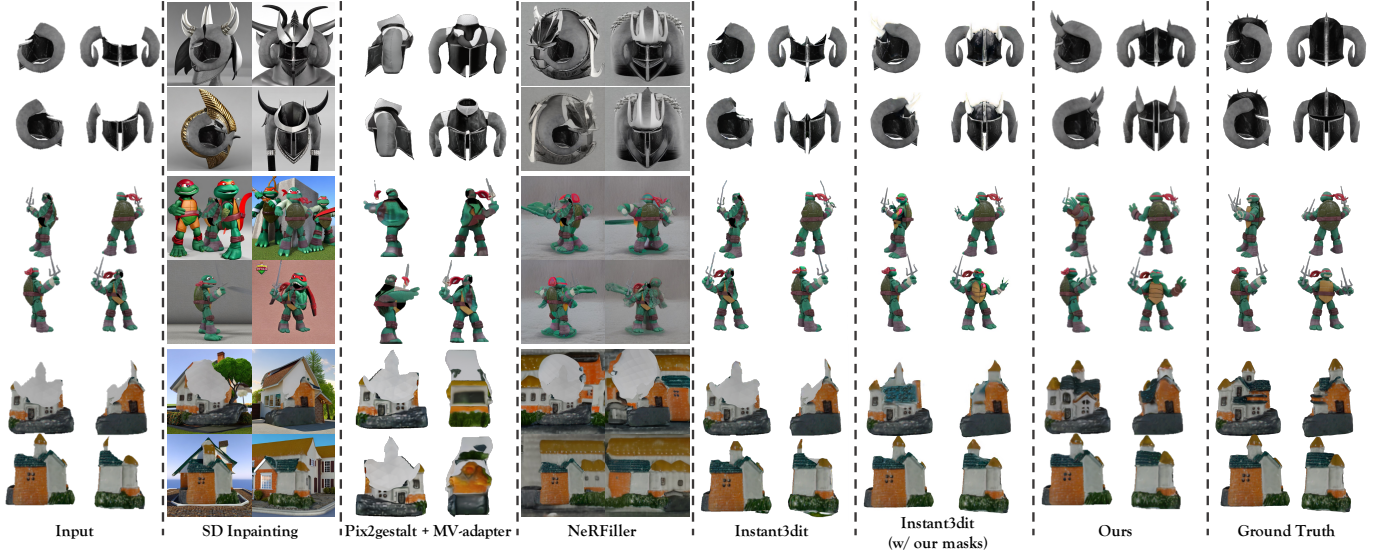 Input
SD Inpainting
Pix2gestalt + MV-adapter
NeRFiller
Instant3dit
Instant3dit
(w/ our masks)
Ours
Ground Truth